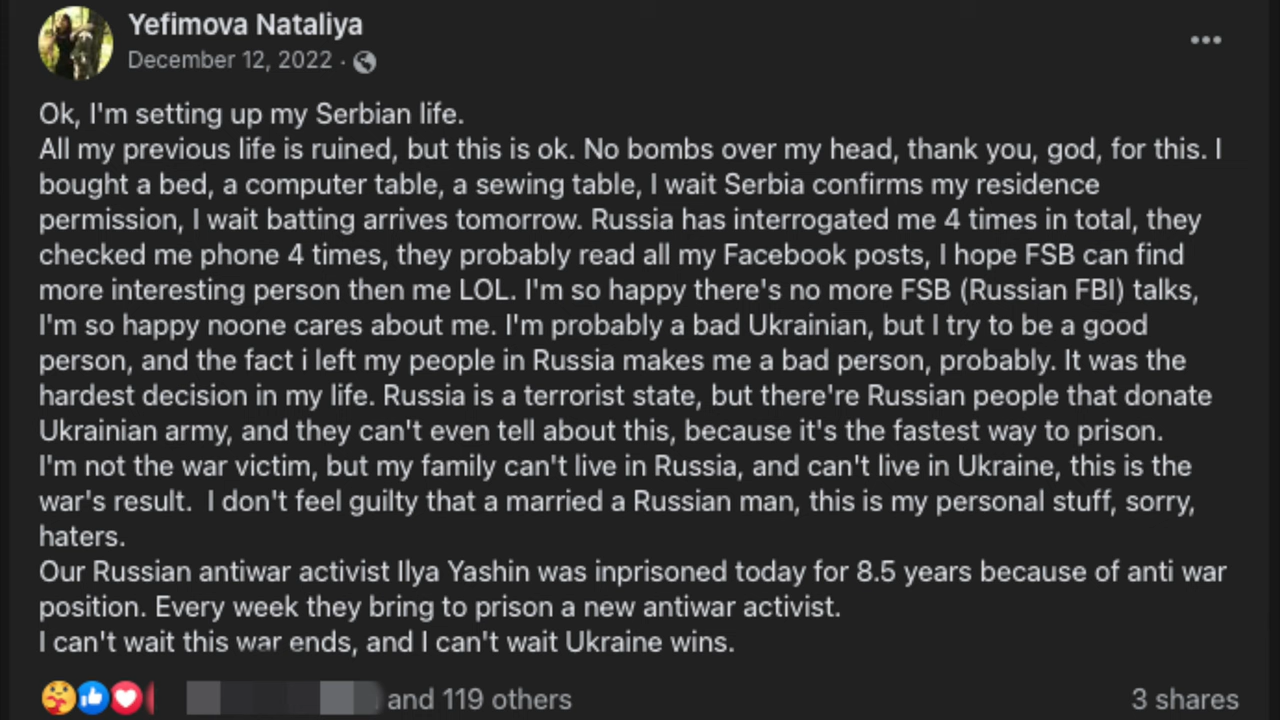 Yefimova Nataliya
December 12, 2022 ·
Ok, I'm setting up my Serbian life.
All my previous life is ruined, but this is ok. No bombs over my head, thank you, god, for this. I
bought a bed, a computer table, a sewing table, I wait Serbia confirms my residence
permission, I wait batting arrives tomorrow. Russia has interrogated me 4 times in total, they
checked me phone 4 times, they probably read all my Facebook posts, I hope FSB can find
more interesting person then me LOL. I'm so happy there's no more FSB (Russian FBI) talks,
I'm so happy noone cares about me. I'm probably a bad Ukrainian, but I try to be a good
person, and the fact i left my people in Russia makes me a bad person, probably. It was the
hardest decision in my life. Russia is a terrorist state, but there're Russian people that donate
Ukrainian army, and they can't even tell about this, because it's the fastest way to prison.
I'm not the war victim, but my family can't live in Russia, and can't live in Ukraine, this is the
war's result.  I don't feel guilty that a married a Russian man, this is my personal stuff, sorry,
haters.
Our Russian antiwar activist Ilya Yashin was inprisoned today for 8.5 years because of anti war
position. Every week they bring to prison a new antiwar activist.
I can't wait this war ends, and I can't wait Ukraine wins.
and 119 others
3 shares